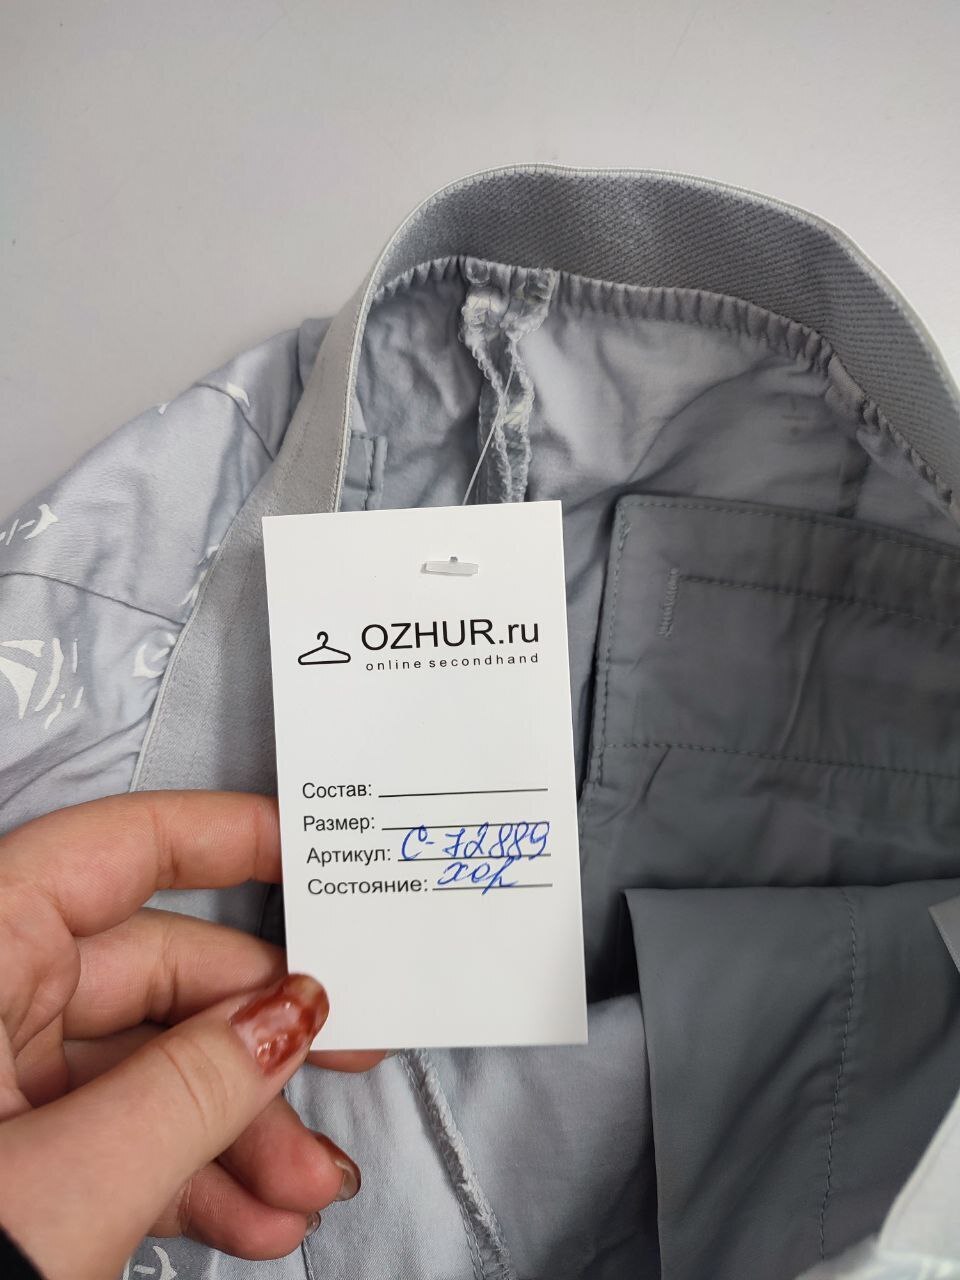 OZHUR.ru
online secondhand
Состав:
Размер:
Артикул: С-72889
Состояние: хор